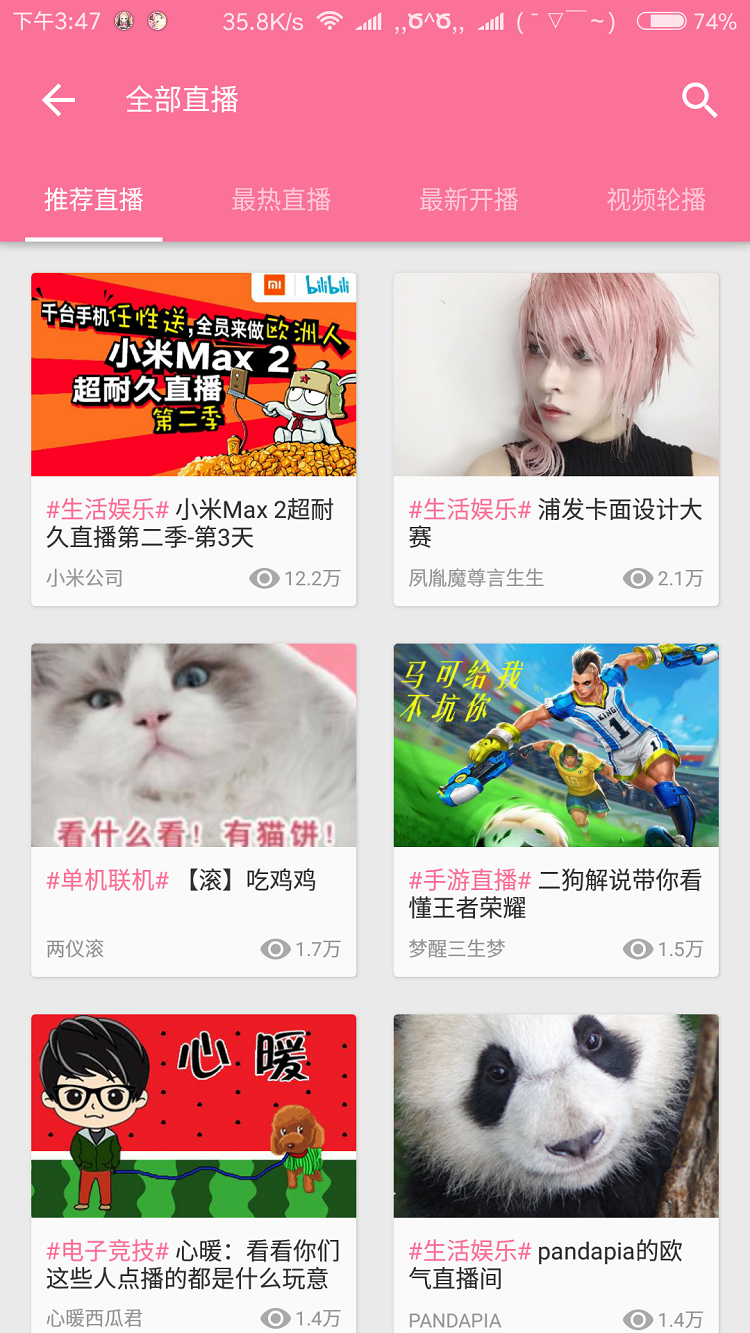 下午3:47 35.8K/s ,,Ծ^Ծ,, (¯▽¯~) 74%
全部直播
推荐直播 最热直播 最新开播 视频轮播
mi bilibili
千台手机任性送,全员来做欧洲人
小米Max 2
超耐久直播
第二季
#生活娱乐# 小米Max 2超耐
久直播第二季-第3天
小米公司 12.2万
#生活娱乐# 浦发卡面设计大
赛
夙胤魔尊言生生 2.1万
看什么看！有猫饼！
#单机联机# 【滚】吃鸡鸡
两仪滚 1.7万
马可给我
不坑你
KING
1
#手游直播# 二狗解说带你看
懂王者荣耀
梦醒三生梦 1.5万
心暖
#电子竞技# 心暖：看看你们
这些人点播的都是什么玩意
心暖西瓜君 1.4万
#生活娱乐# pandapia的欧
气直播间
PANDAPIA 1.4万